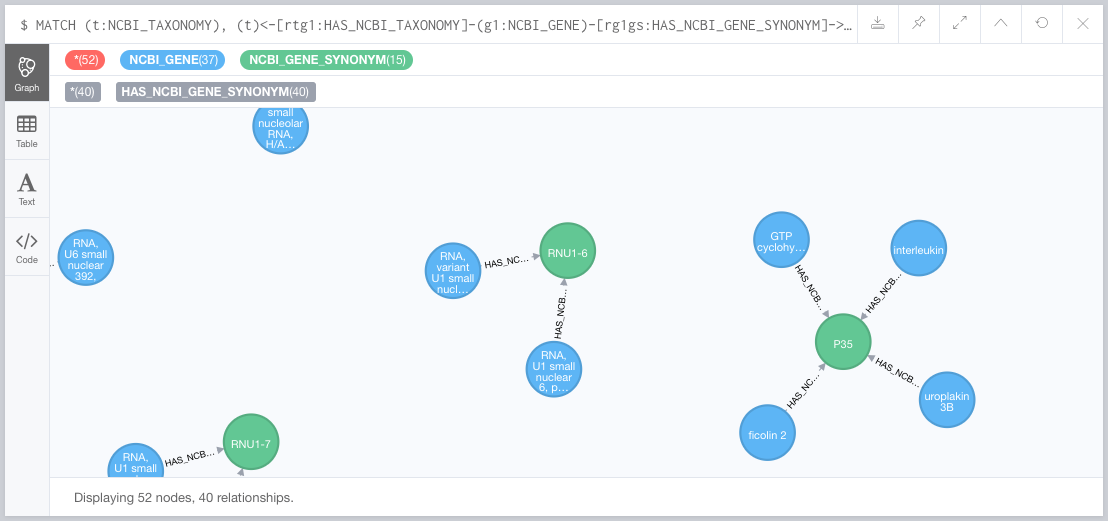 $ MATCH (t:NCBI_TAXONOMY), (t)<-[rtg1:HAS_NCBI_TAXONOMY]-(g1:NCBI_GENE)-[rg1gs:HAS_NCBI_GENE_SYNONYM]->…
*(52) NCBI_GENE(37) NCBI_GENE_SYNONYM(15)
*(40) HAS_NCBI_GENE_SYNONYM(40)
Graph
Table
Text
Code
small
nucleolar
RNA,
H/A…
RNA,
U6 small
nuclear
392,
…
RNA,
variant
U1 small
nucl…
HAS_NC…
RNU1-6
HAS_NCB…
RNA,
U1 small
nuclear
6, p…
GTP
cyclohy…
HAS_NCB…
interleukin
HAS_NCB…
P35
HAS_NCB…
uroplakin
3B
HAS_NC…
ficolin 2
RNU1-7
HAS_NCB…
RNA,
U1 small
Displaying 52 nodes, 40 relationships.